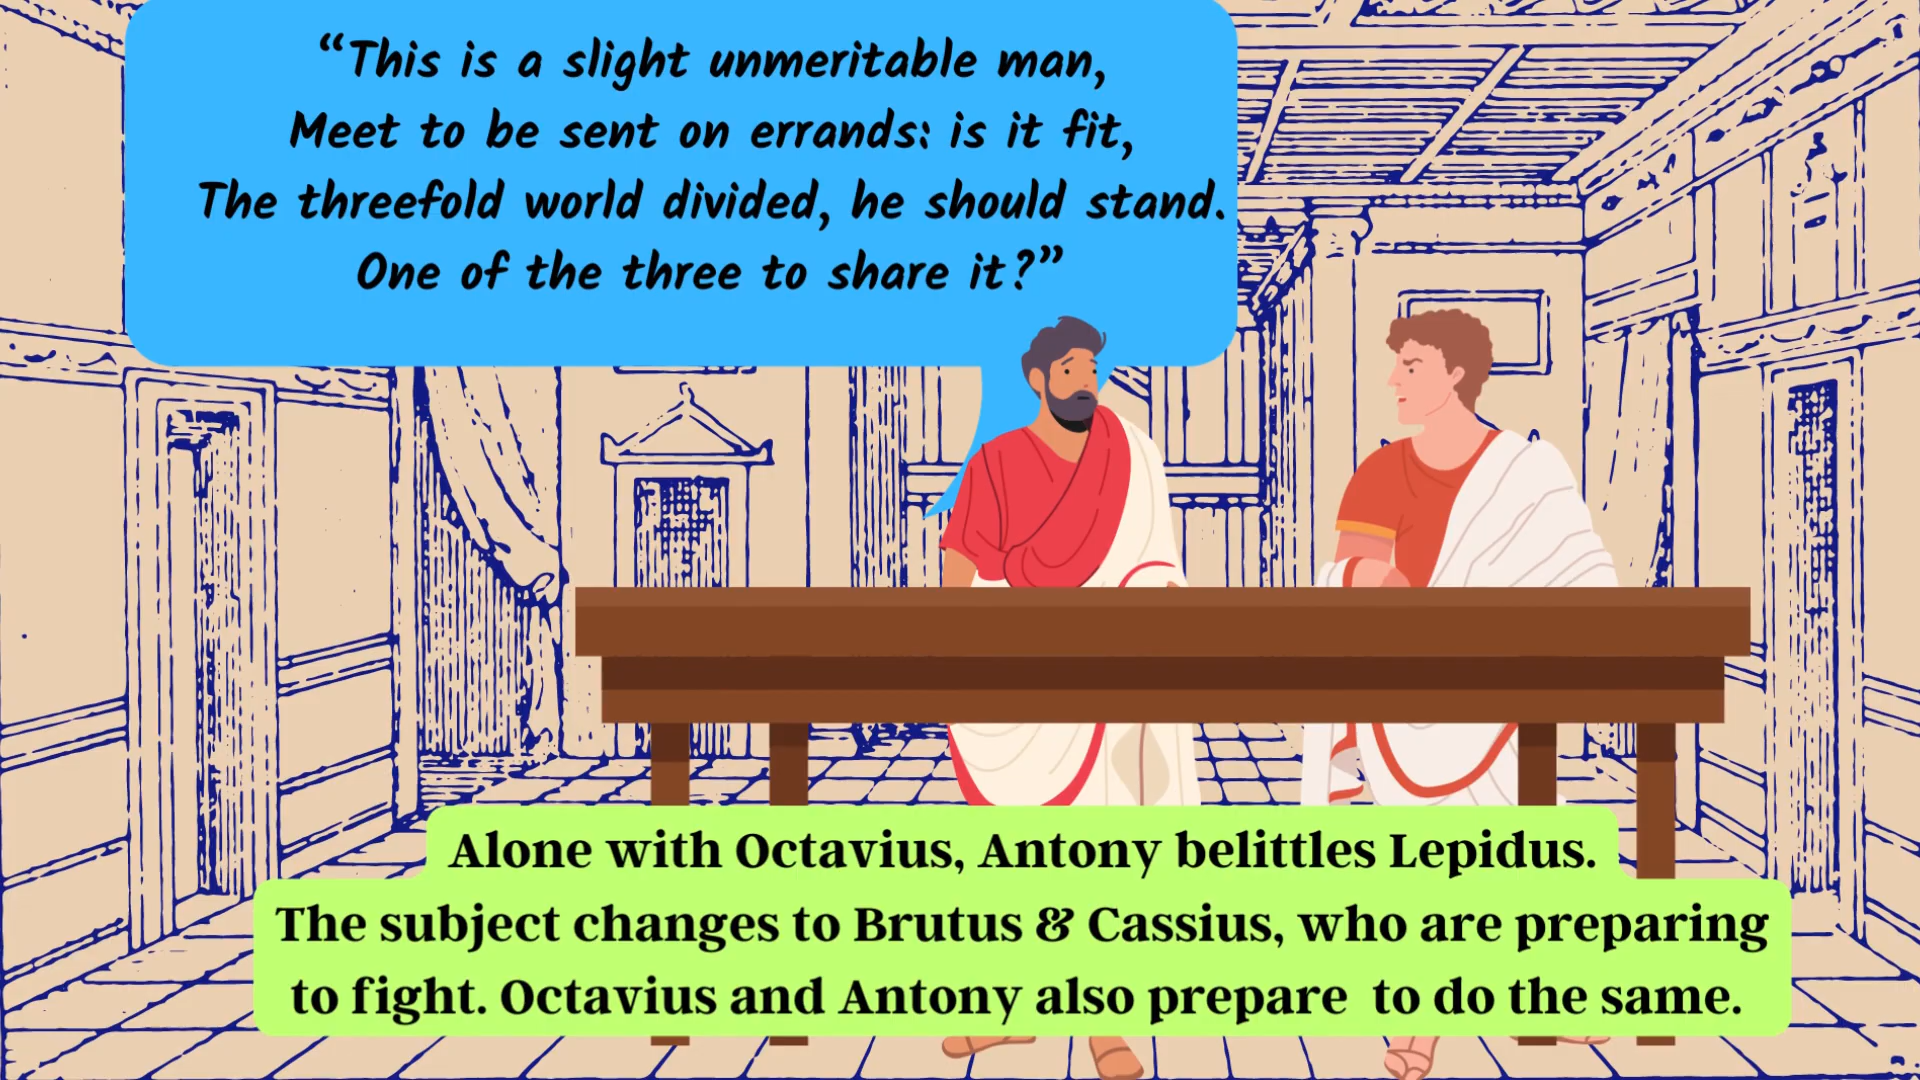 “This is a slight unmeritable man,
Meet to be sent on errands: is it fit,
The threefold world divided, he should stand.
One of the three to share it?”
Alone with Octavius, Antony belittles Lepidus.
The subject changes to Brutus & Cassius, who are preparing
to fight. Octavius and Antony also prepare  to do the same.